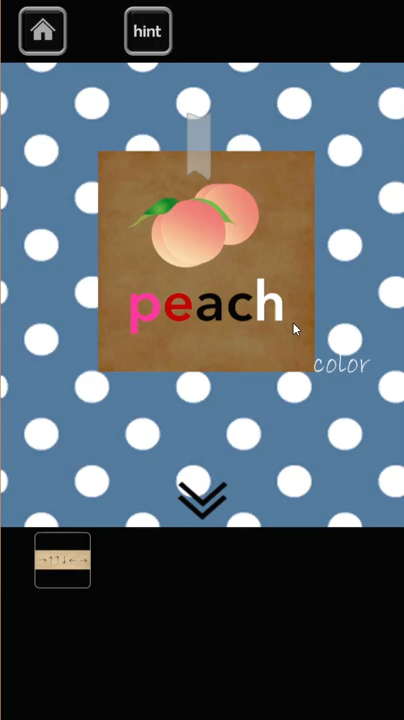 hint
peach
color
→↑↑↓←→